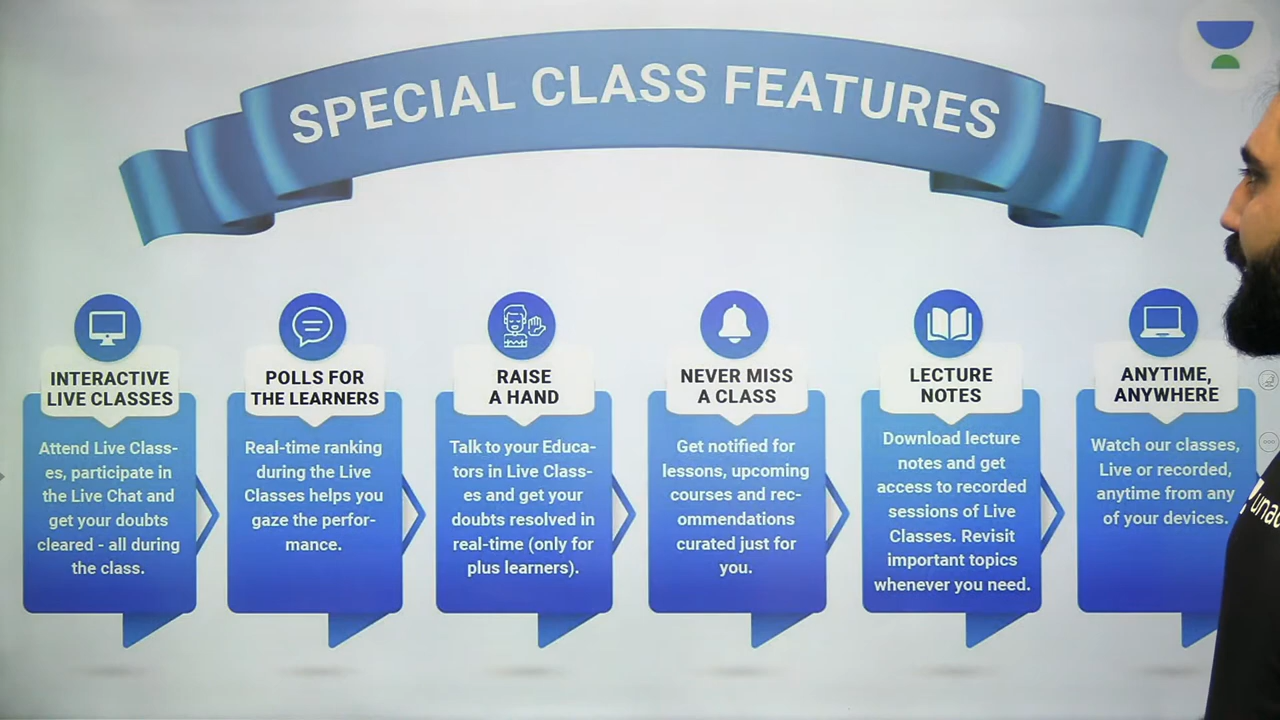 SPECIAL CLASS FEATURES
INTERACTIVE
LIVE CLASSES
Attend Live Class-
es, participate in
the Live Chat and
get your doubts
cleared - all during
the class.
POLLS FOR
THE LEARNERS
Real-time ranking
during the Live
Classes helps you
gaze the perfor-
mance.
RAISE
A HAND
Talk to your Educa-
tors in Live Class-
es and get your
doubts resolved in
real-time (only for
plus learners).
NEVER MISS
A CLASS
Get notified for
lessons, upcoming
courses and rec-
ommendations
curated just for
you.
LECTURE
NOTES
Download lecture
notes and get
access to recorded
sessions of Live
Classes. Revisit
important topics
whenever you need.
ANYTIME,
ANYWHERE
Watch our classes,
Live or recorded,
anytime from any
of your devices.